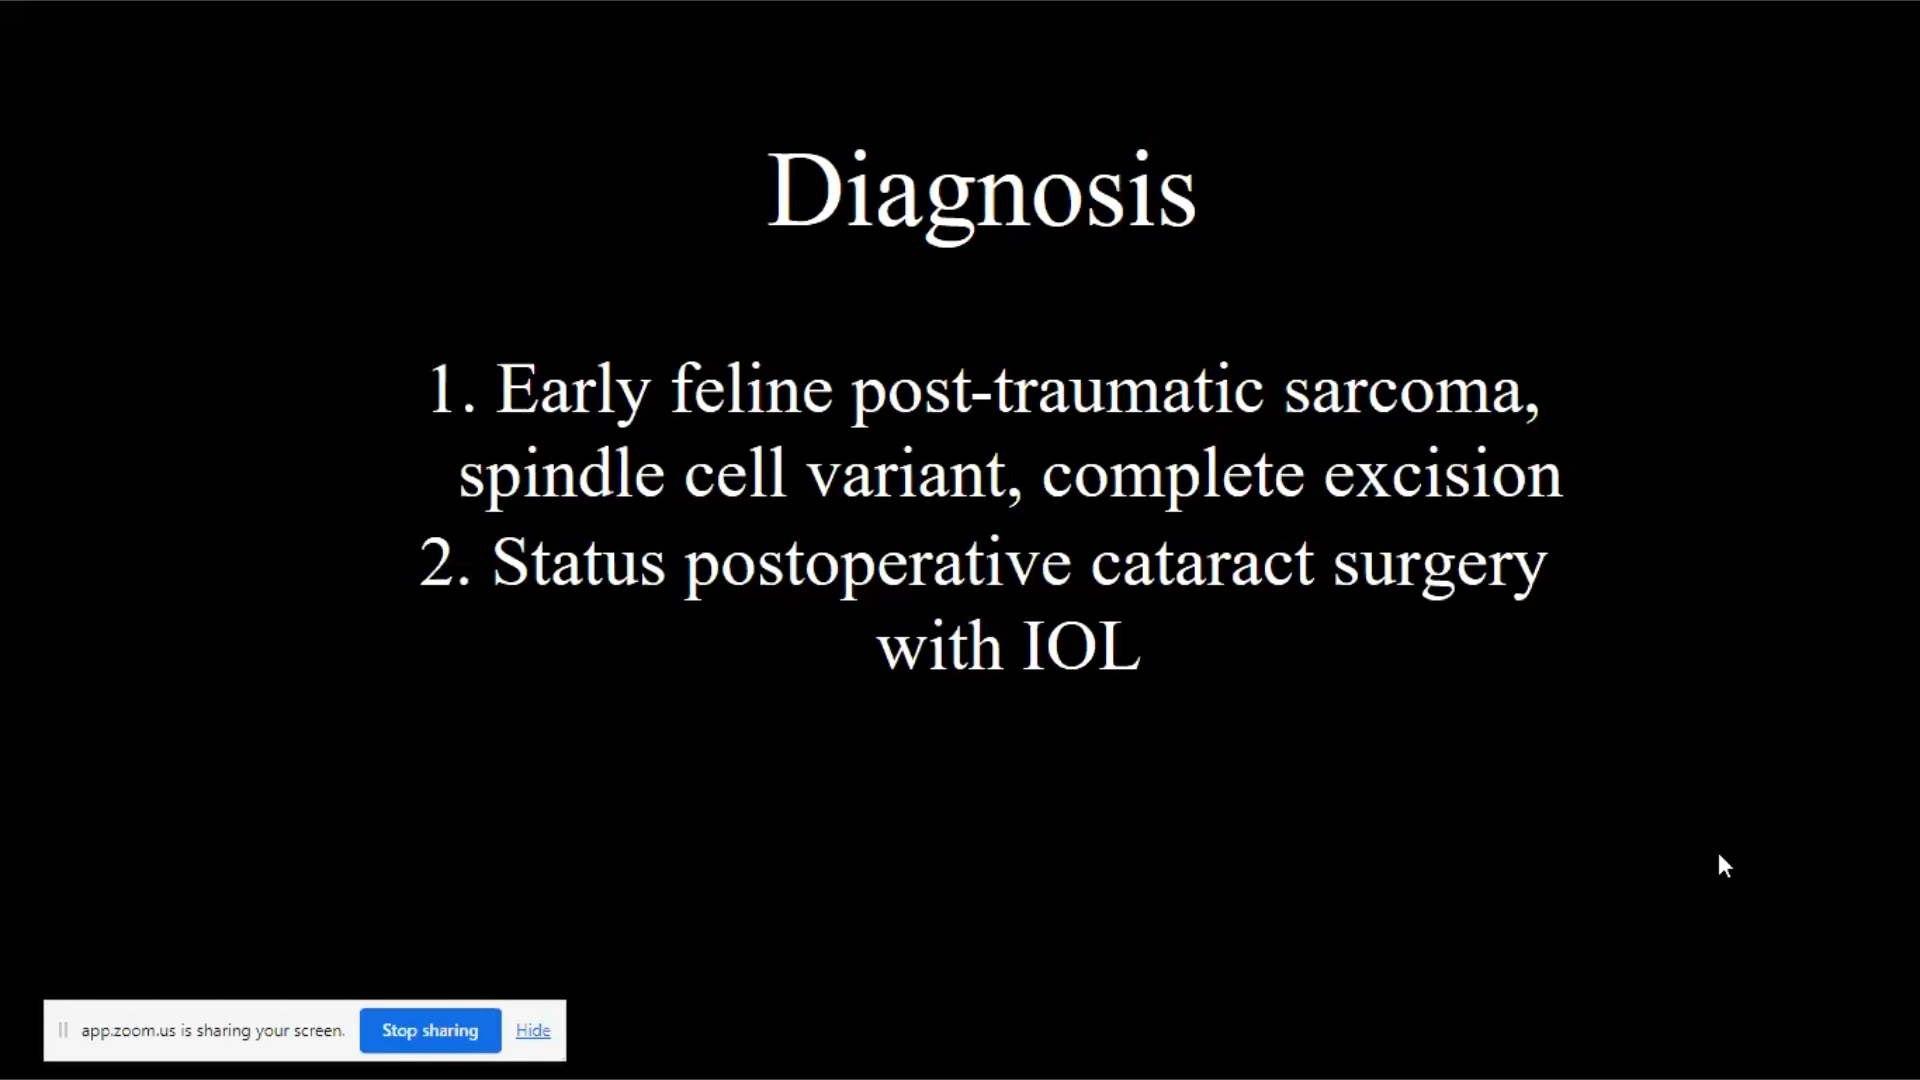 Diagnosis
1. Early feline post-traumatic sarcoma,
spindle cell variant, complete excision
2. Status postoperative cataract surgery
with IOL
app.zoom.us is sharing your screen. Stop sharing Hide